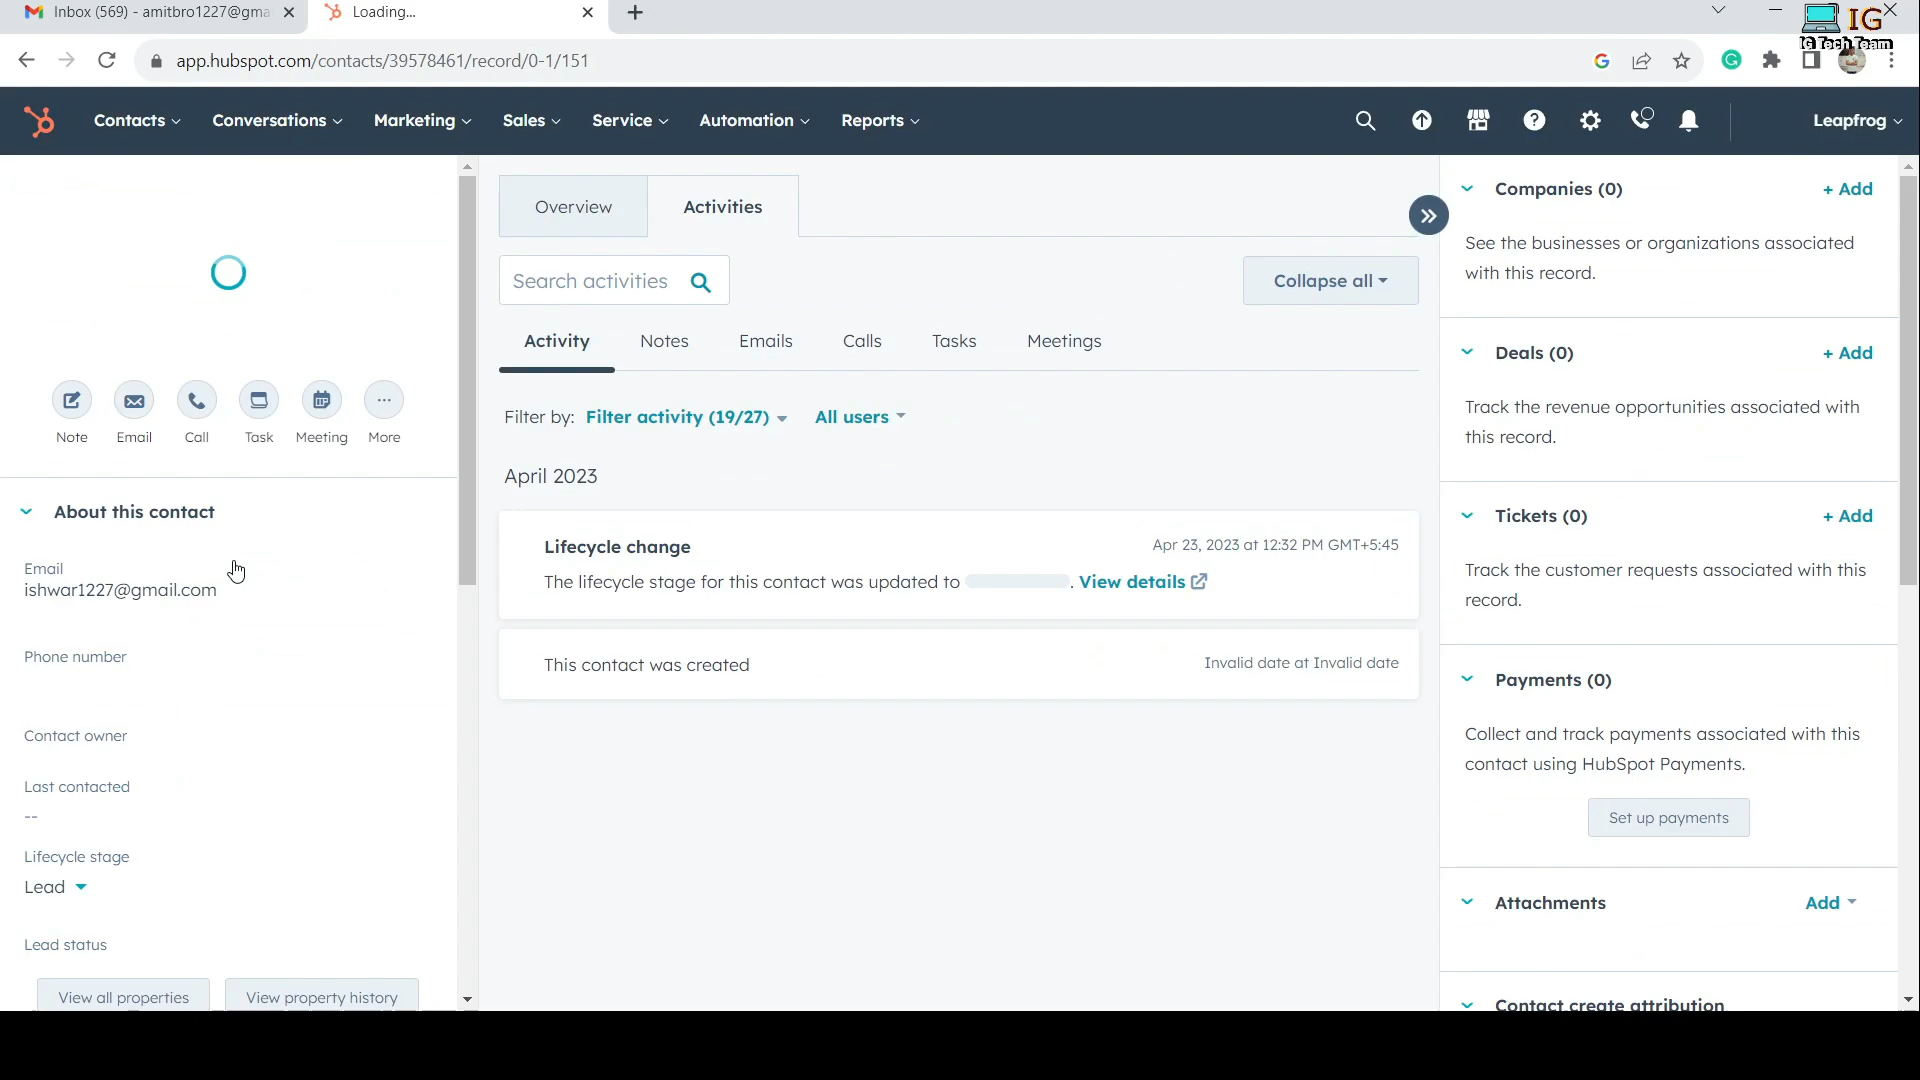 Inbox (569) - amitbro1227@gma
Loading...
IG
IG Tech Team
app.hubspot.com/contacts/39578461/record/0-1/151
Contacts
Conversations
Marketing
Sales
Service
Automation
Reports
Leapfrog
Note
Email
Call
Task
Meeting
More
About this contact
Email
ishwar1227@gmail.com
Phone number
Contact owner
Last contacted
--
Lifecycle stage
Lead
Lead status
View all properties
View property history
Overview
Activities
Search activities
Collapse all
Activity
Notes
Emails
Calls
Tasks
Meetings
Filter by: Filter activity (19/27) All users
April 2023
Lifecycle change
Apr 23, 2023 at 12:32 PM GMT+5:45
The lifecycle stage for this contact was updated to . View details
This contact was created
Invalid date at Invalid date
Companies (0)
+ Add
See the businesses or organizations associated
with this record.
Deals (0)
+ Add
Track the revenue opportunities associated with
this record.
Tickets (0)
+ Add
Track the customer requests associated with this
record.
Payments (0)
Collect and track payments associated with this
contact using HubSpot Payments.
Set up payments
Attachments
Add
Contact create attribution